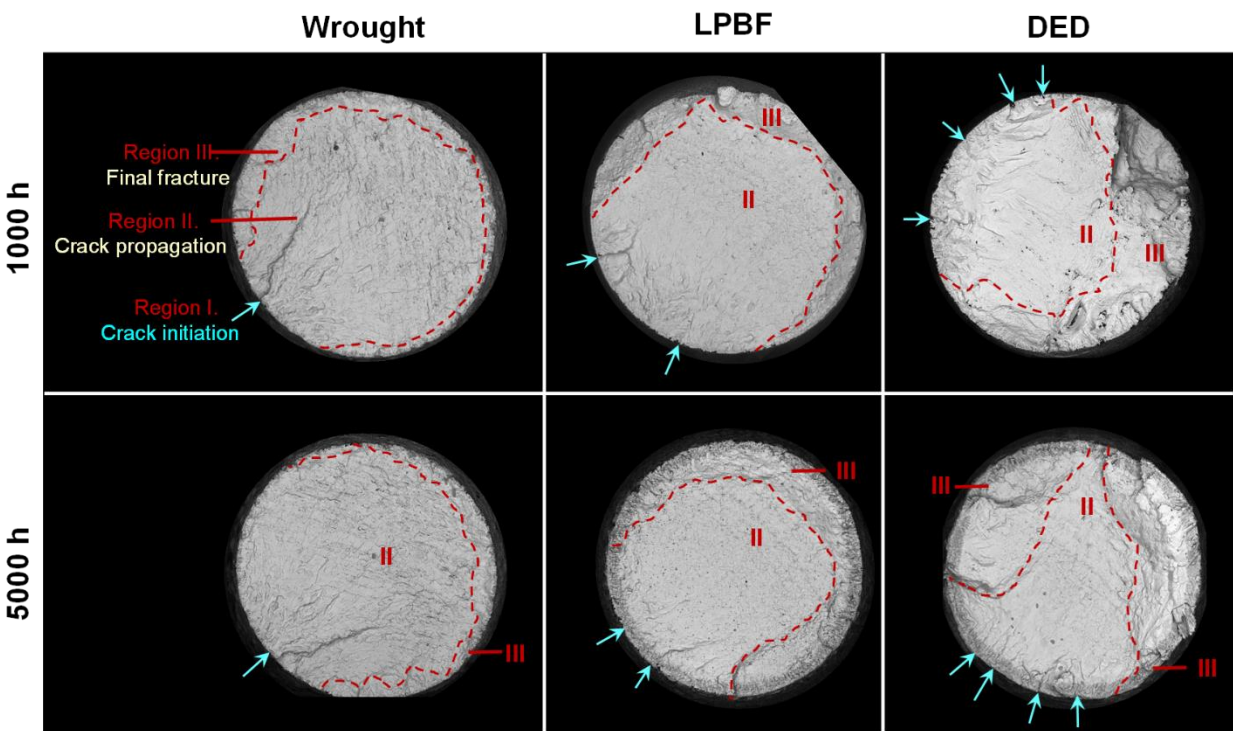 Wrought
LPBF
DED
1000 h
Region III.
Final fracture
Region II.
Crack propagation
Region I.
Crack initiation
III
II
II
III
5000 h
II
III
III
II
III
II
III